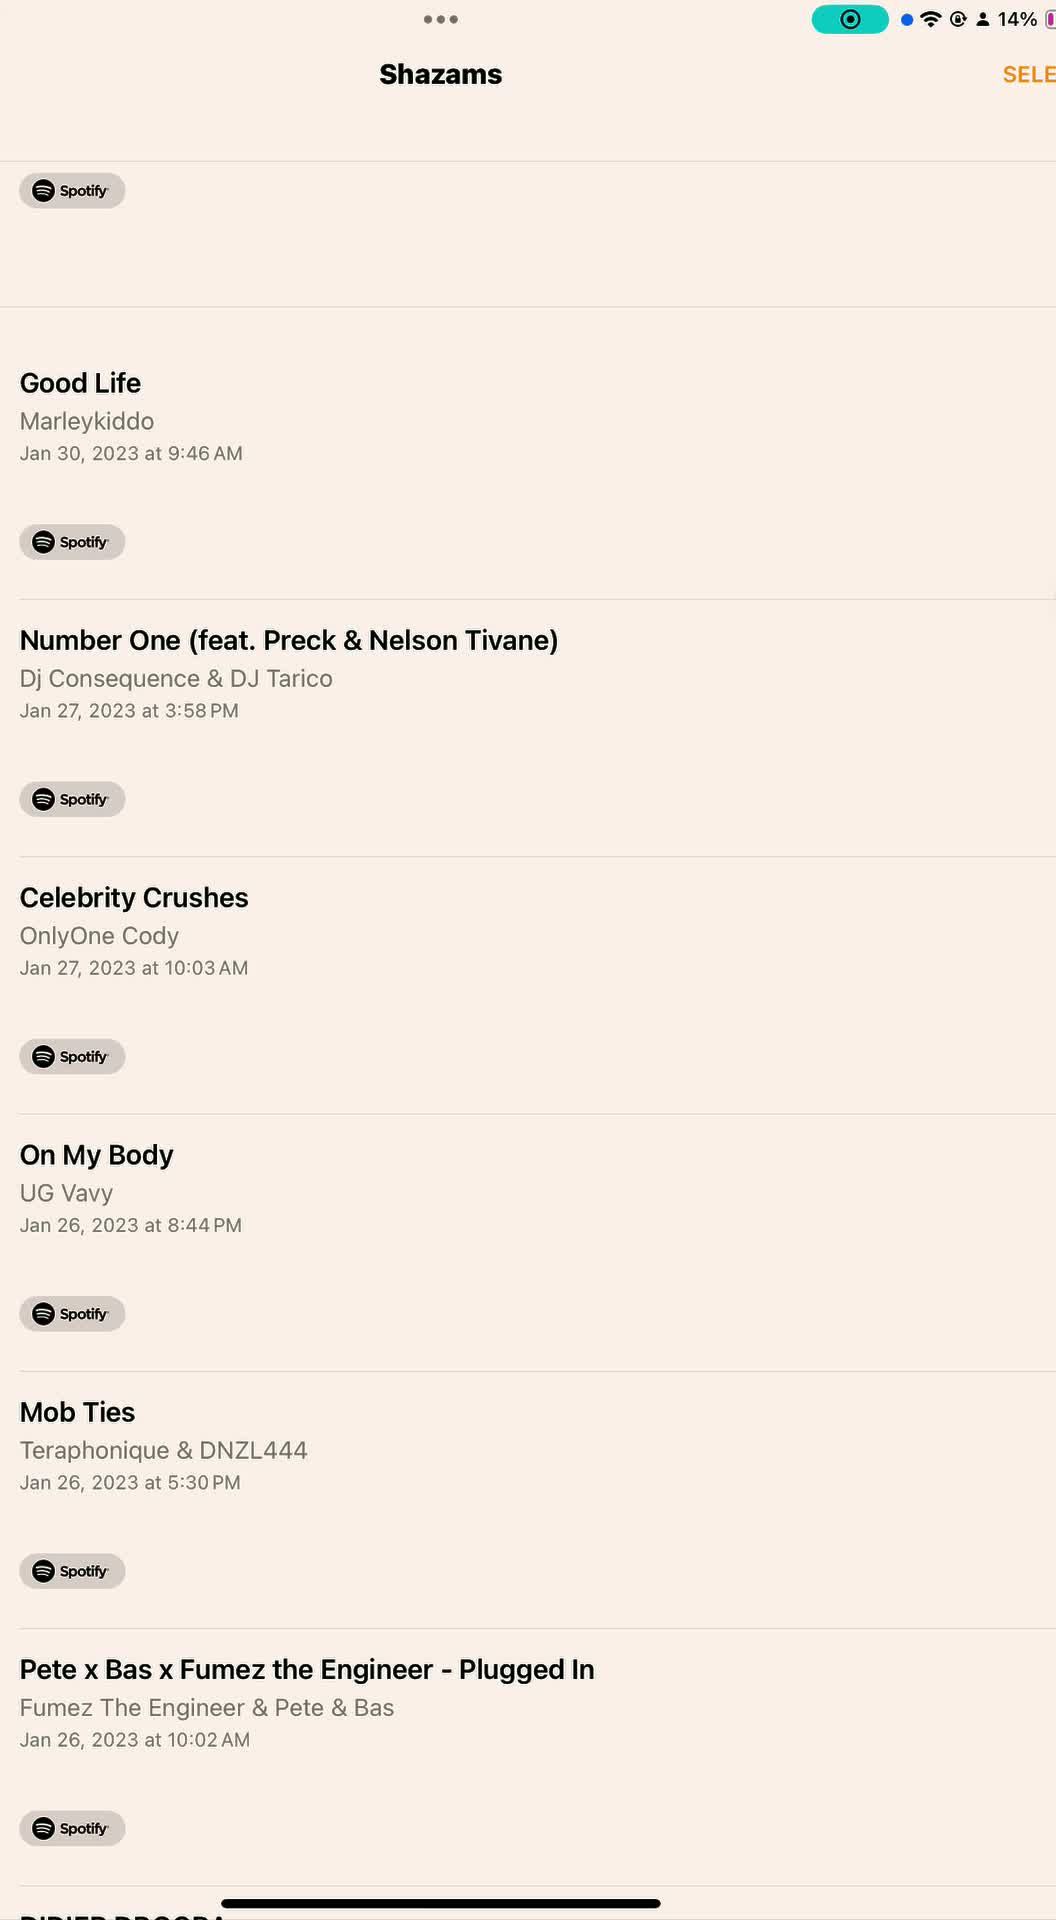 14%
Shazams
SELE
Spotify
Good Life
Marleykiddo
Jan 30, 2023 at 9:46 AM
Spotify
Number One (feat. Preck & Nelson Tivane)
Dj Consequence & DJ Tarico
Jan 27, 2023 at 3:58 PM
Spotify
Celebrity Crushes
OnlyOne Cody
Jan 27, 2023 at 10:03 AM
Spotify
On My Body
UG Vavy
Jan 26, 2023 at 8:44 PM
Spotify
Mob Ties
Teraphonique & DNZL444
Jan 26, 2023 at 5:30 PM
Spotify
Pete x Bas x Fumez the Engineer - Plugged In
Fumez The Engineer & Pete & Bas
Jan 26, 2023 at 10:02 AM
Spotify